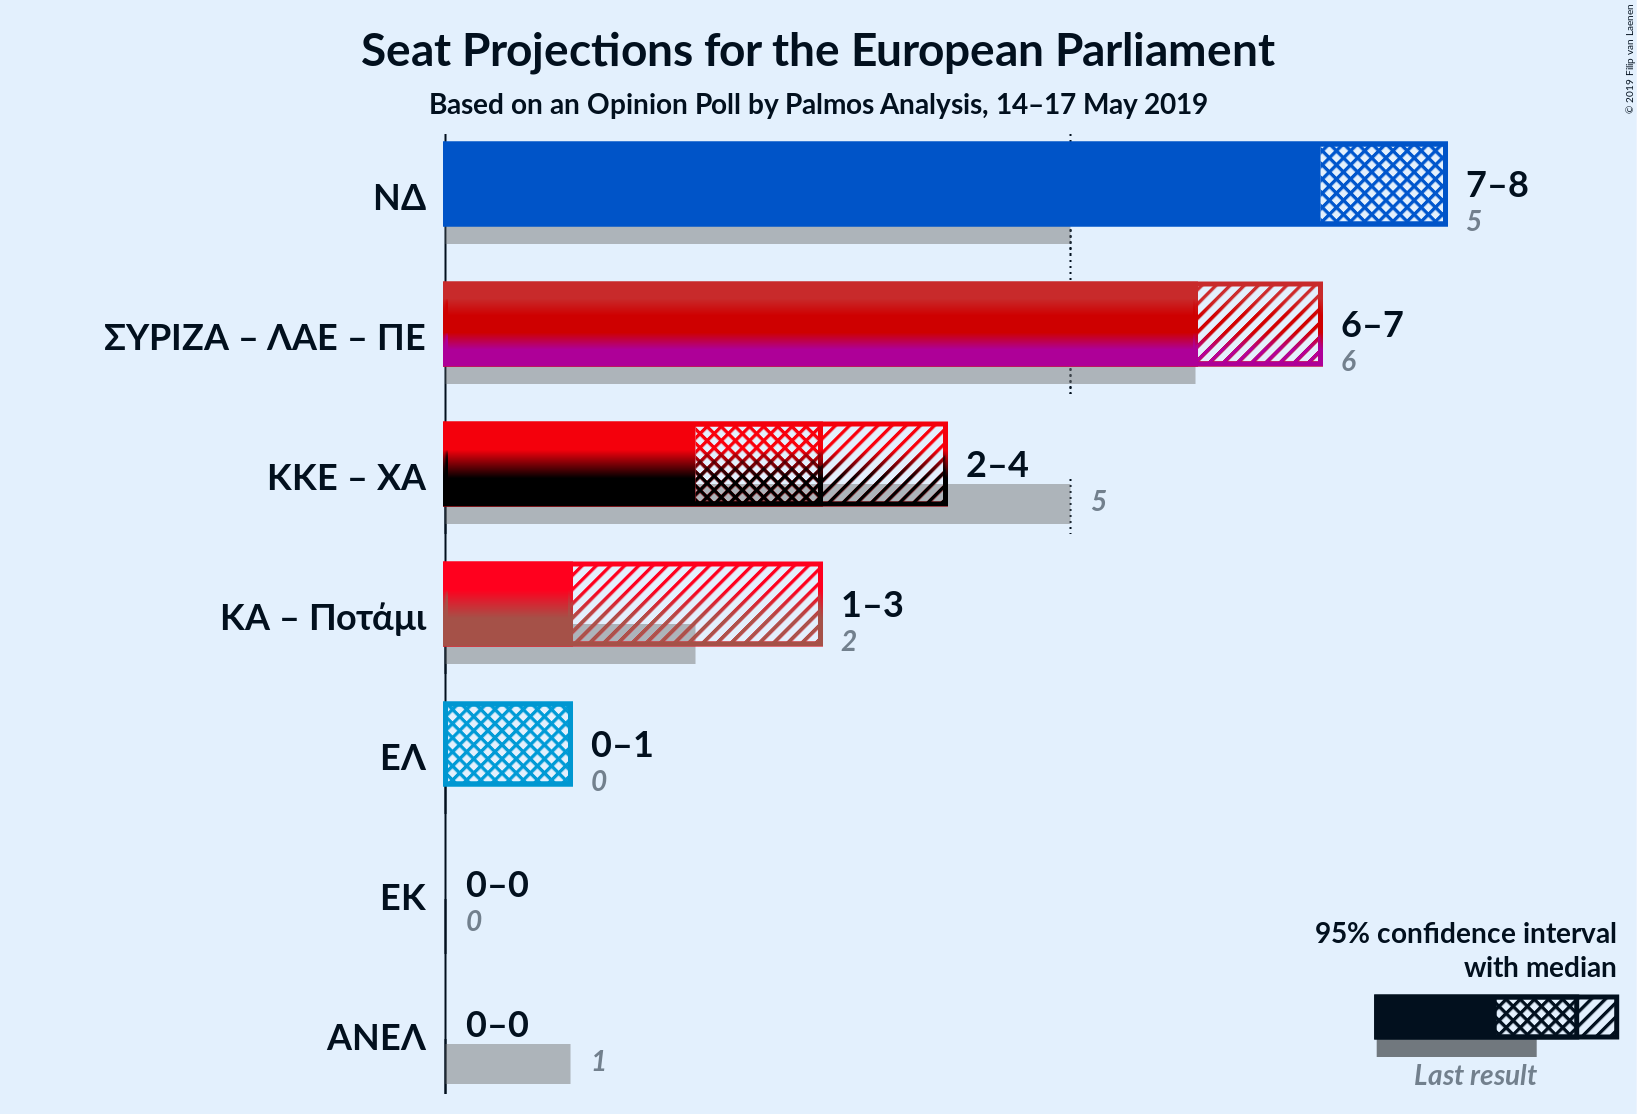 Seat Projections for the European Parliament
Based on an Opinion Poll by Palmos Analysis, 14–17 May 2019
© 2019 Filip van Laenen
ΝΔ
7–8
5
ΣΥΡΙΖΑ – ΛΑΕ – ΠΕ
6–7
6
ΚΚΕ – ΧΑ
2–4
5
ΚΑ – Ποτάμι
1–3
2
ΕΛ
0–1
0
ΕΚ
0–0
0
ΑΝΕΛ
0–0
1
95% confidence interval
with median
Last result